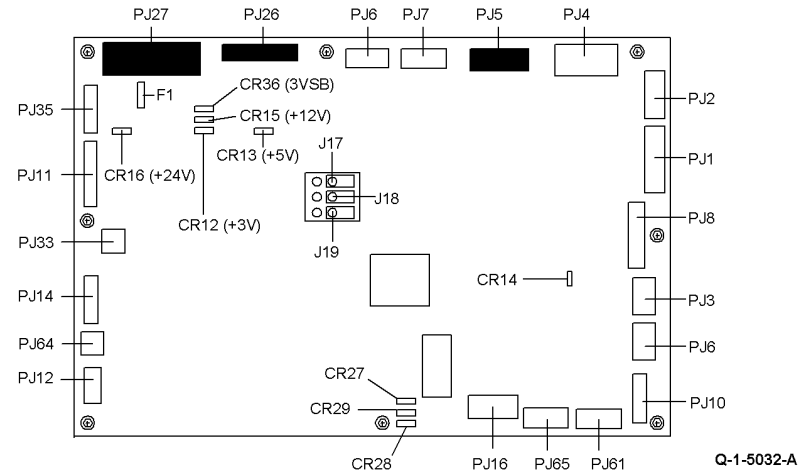 PJ27 PJ26 PJ6 PJ7 PJ5 PJ4
CR36 (3VSB)
F1
PJ35
CR15 (+12V)
PJ2
J17
CR13 (+5V)
PJ1
PJ11
CR16 (+24V)
J18
CR12 (+3V)
PJ8
PJ33
J19
CR14
PJ14
PJ3
PJ64
PJ6
CR27
PJ12
PJ10
CR29
CR28 PJ16 PJ65 PJ61
Q-1-5032-A